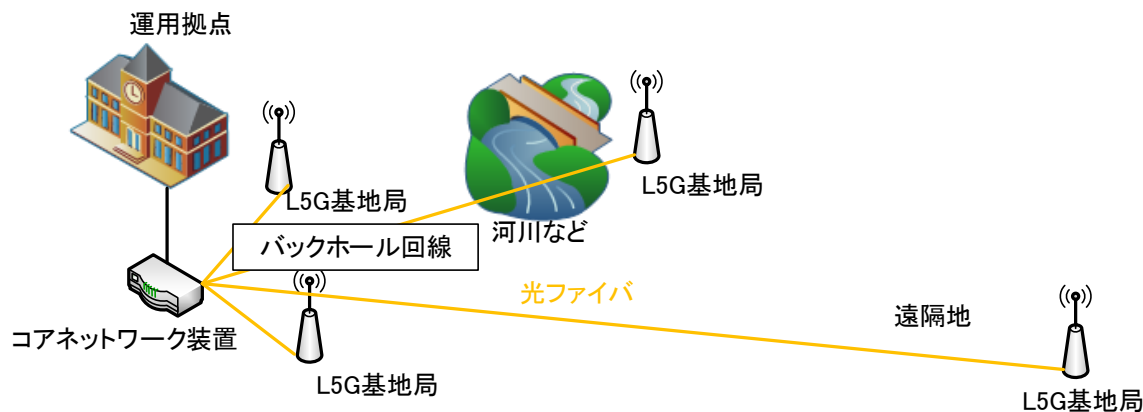 運用拠点
L5G基地局
L5G基地局
河川など
バックホール回線
光ファイバ
遠隔地
コアネットワーク装置
L5G基地局
L5G基地局